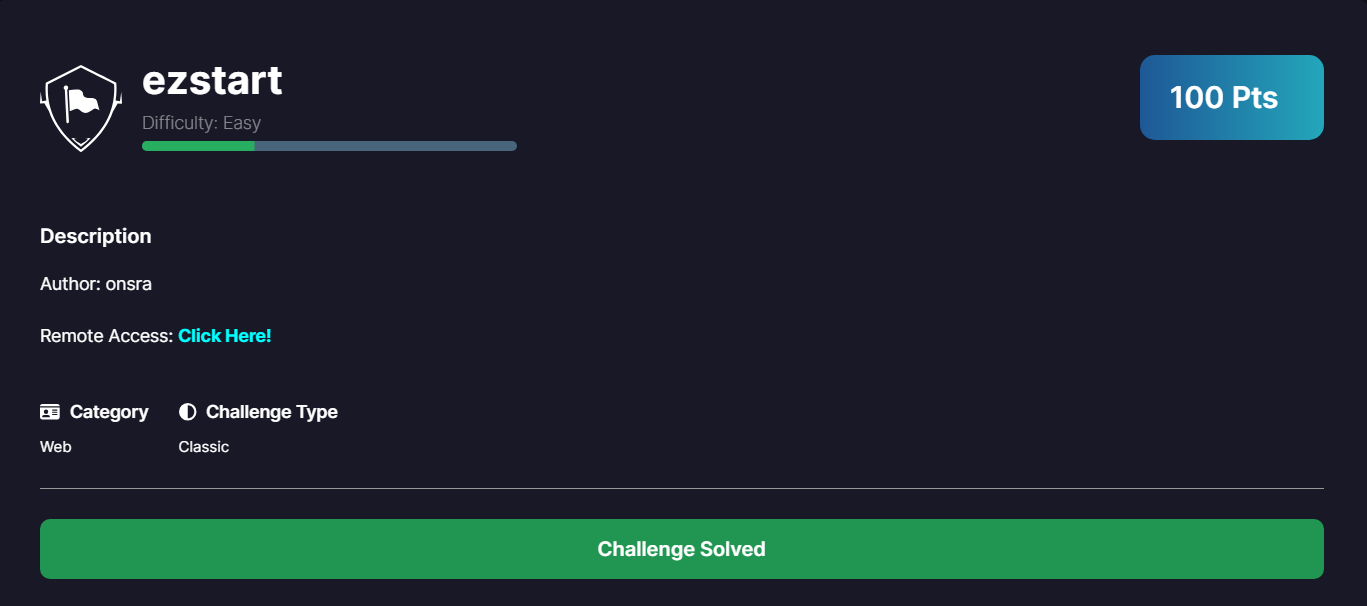 ezstart
Difficulty: Easy
100 Pts
Description
Author: onsra
Remote Access: Click Here!
Category
Challenge Type
Web
Classic
Challenge Solved